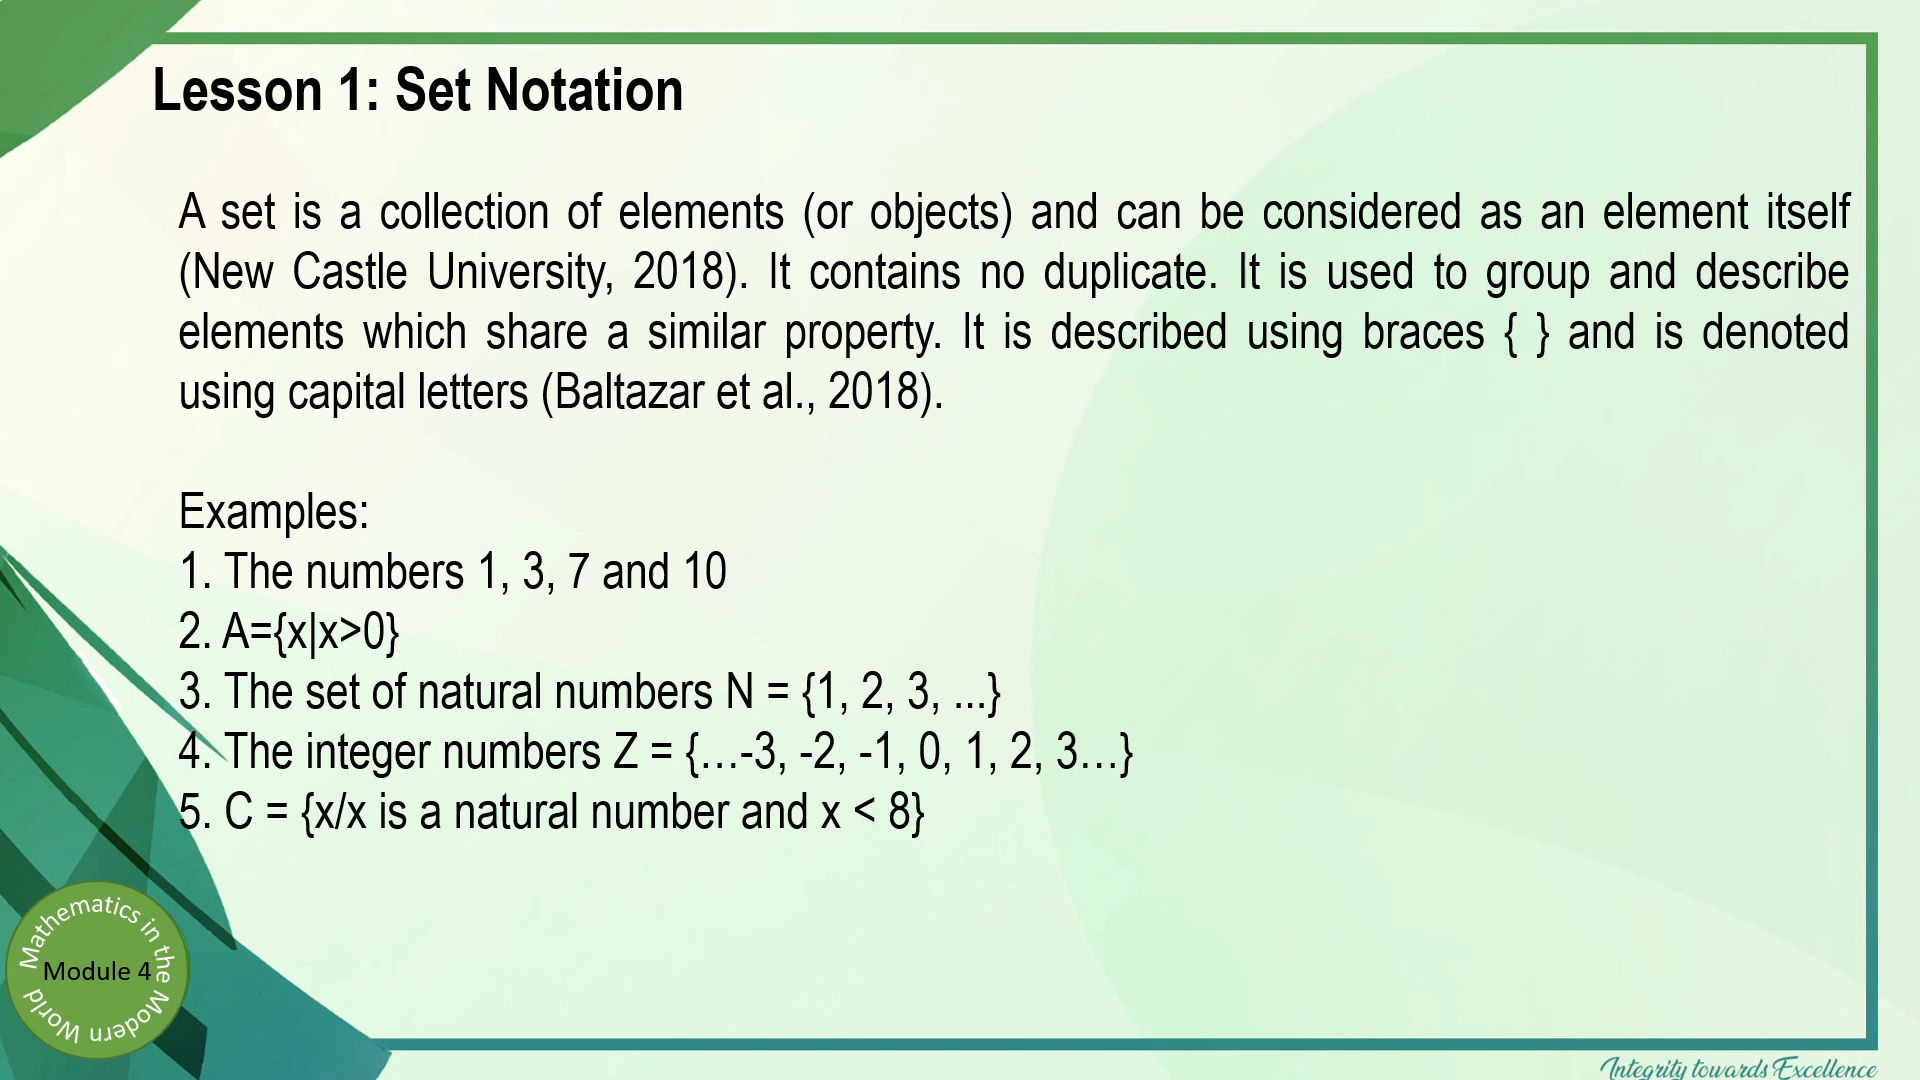 Lesson 1: Set Notation
A set is a collection of elements (or objects) and can be considered as an element itself
(New Castle University, 2018). It contains no duplicate. It is used to group and describe
elements which share a similar property. It is described using braces { } and is denoted
using capital letters (Baltazar et al., 2018).
Examples:
1. The numbers 1, 3, 7 and 10
2. A={x|x>0}
3. The set of natural numbers N = {1, 2, 3, ...}
4. The integer numbers Z = {…-3, -2, -1, 0, 1, 2, 3…}
5. C = {x/x is a natural number and x < 8}
Mathematics in the Modern World
Module 4
Integrity towards Excellence